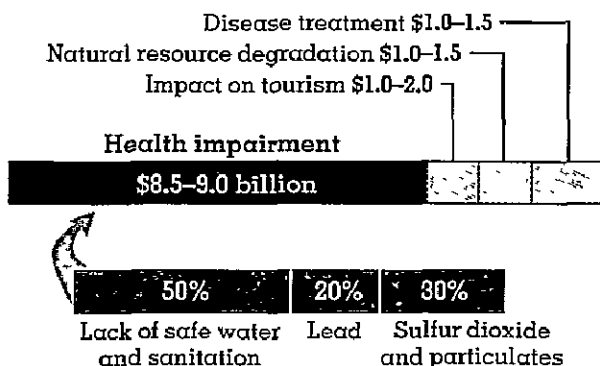 Disease treatment $1.0–1.5
Natural resource degradation $1.0–1.5
Impact on tourism $1.0–2.0
Health impairment
$8.5–9.0 billion
50% 20% 30%
Lack of safe water Lead Sulfur dioxide
and sanitation and particulates